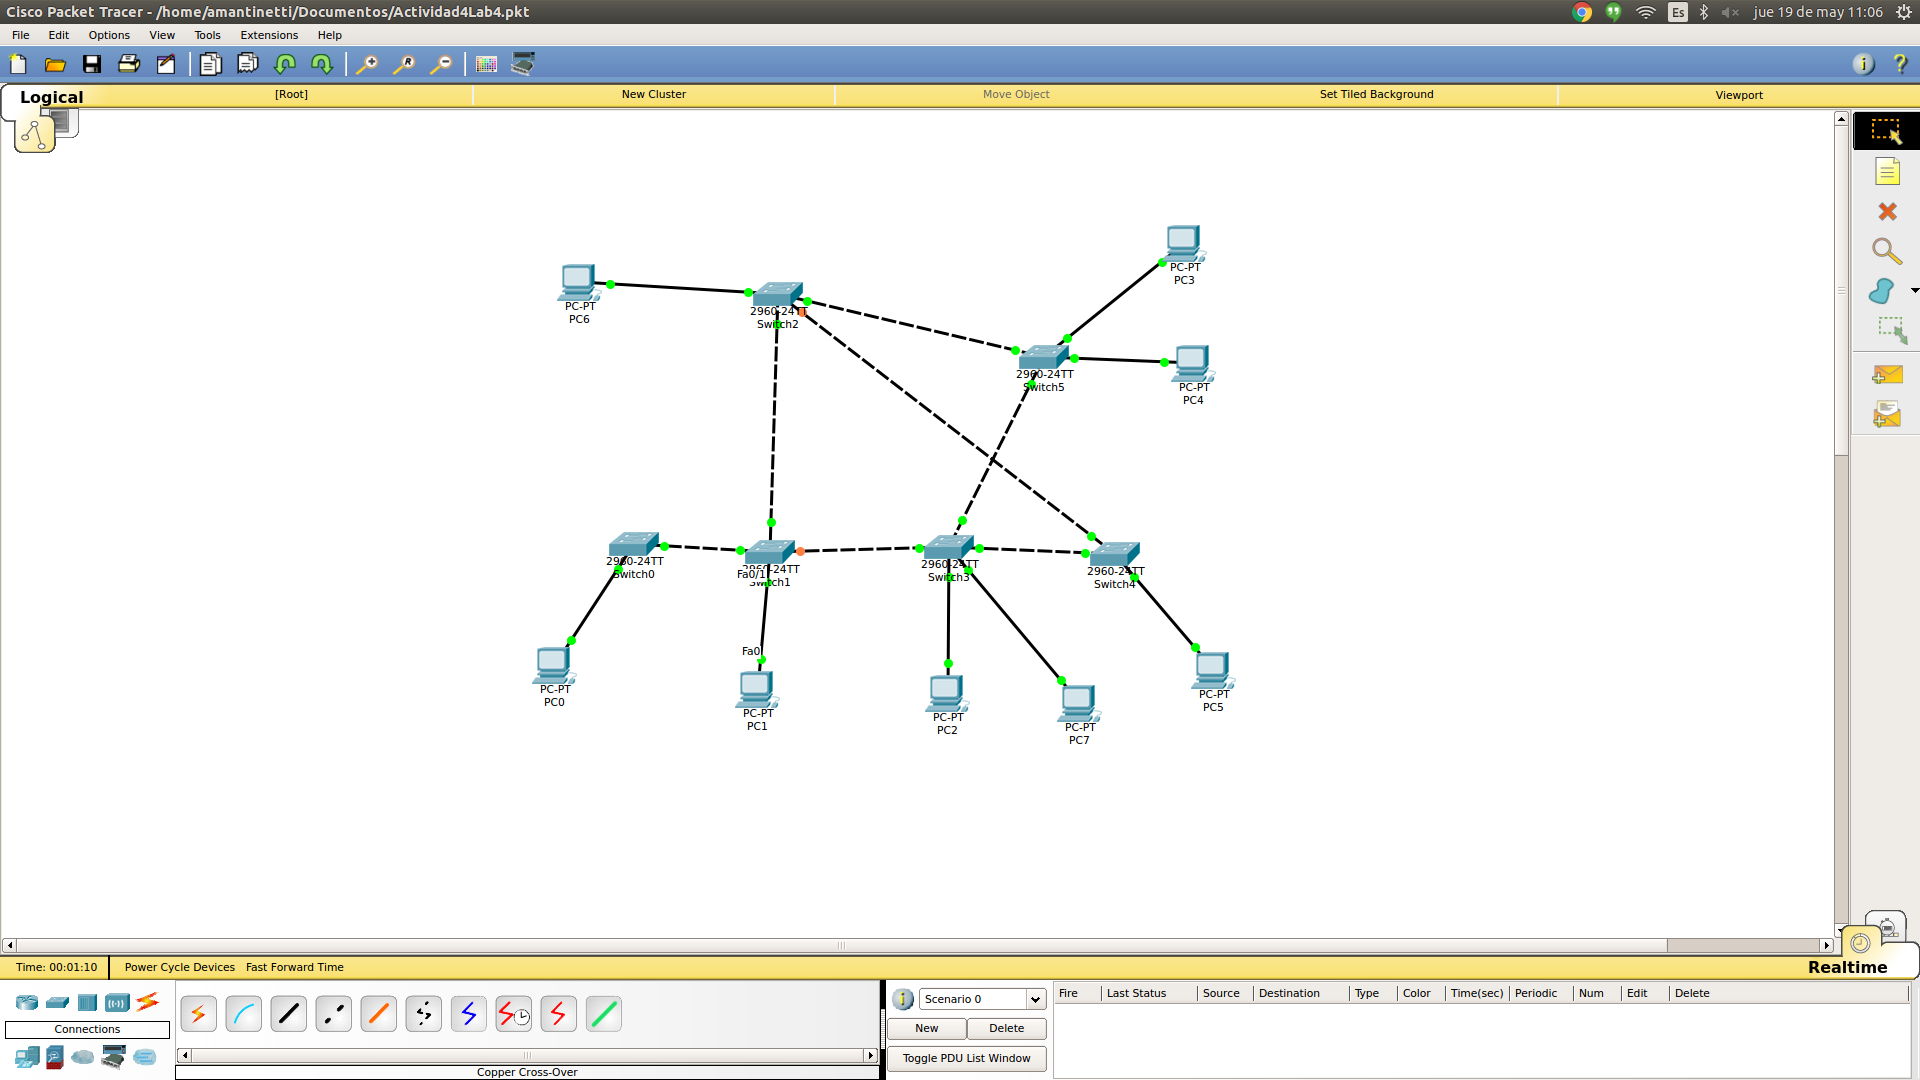 Cisco Packet Tracer - /home/amantinetti/Documentos/Actividad4Lab4.pkt
Es
jue 19 de may 11:06
File Edit Options View Tools Extensions Help
Logical
[Root]
New Cluster
Move Object
Set Tiled Background
Viewport
PC-PT
PC3
PC-PT
PC6
2960-24TT
Switch2
2960-24TT
Switch5
PC-PT
PC4
2960-24TT
Switch0
2960-24TT
Switch1
Fa0/1
2960-24TT
Switch3
2960-24TT
Switch4
Fa0
PC-PT
PC0
PC-PT
PC1
PC-PT
PC2
PC-PT
PC7
PC-PT
PC5
Time: 00:01:10
Power Cycle Devices Fast Forward Time
Realtime
Connections
Copper Cross-Over
Scenario 0
New
Delete
Toggle PDU List Window
Fire Last Status Source Destination Type Color Time(sec) Periodic Num Edit Delete